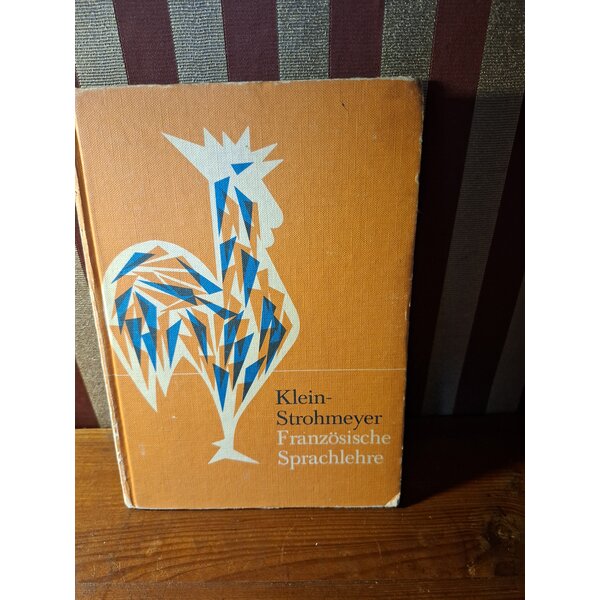 Klein-
Strohmeyer
Französische
Sprachlehre